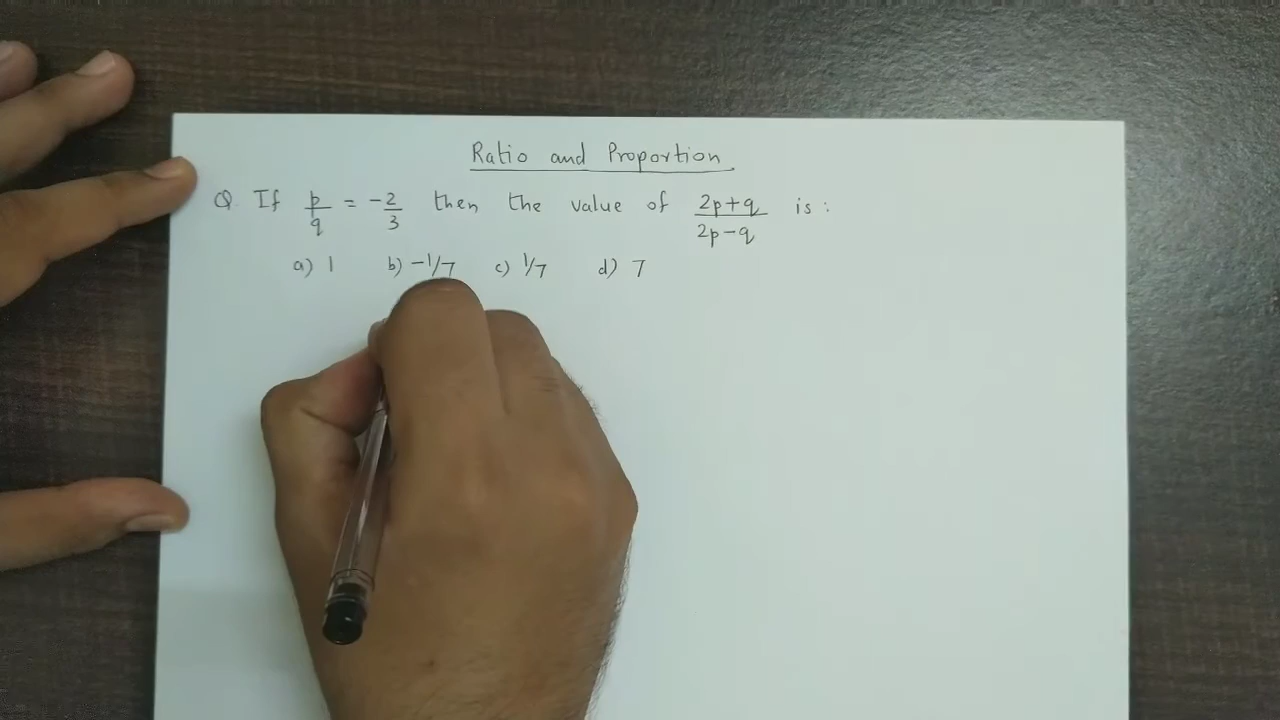 Ratio and Proportion.
Q If p/q = -2/3 then the value of 2p+q/2p-q is :
a) 1 b) -1/7 c) 1/7 d) 7